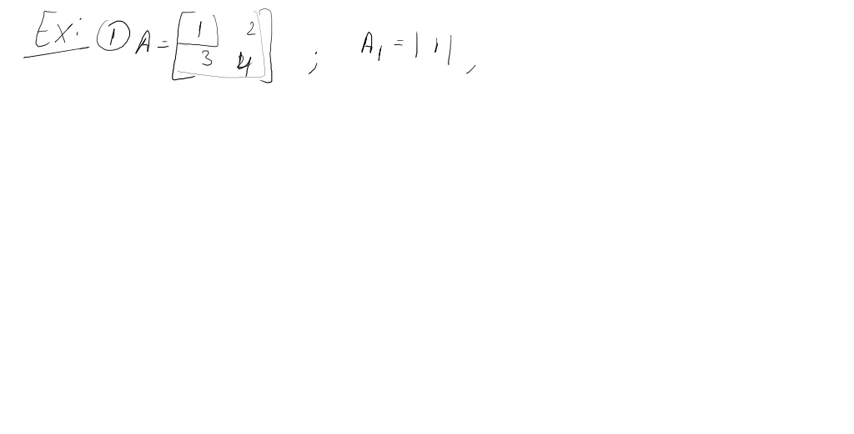 Ex: ① A = [1 2; 3 4] ; A₁ = |1| ,